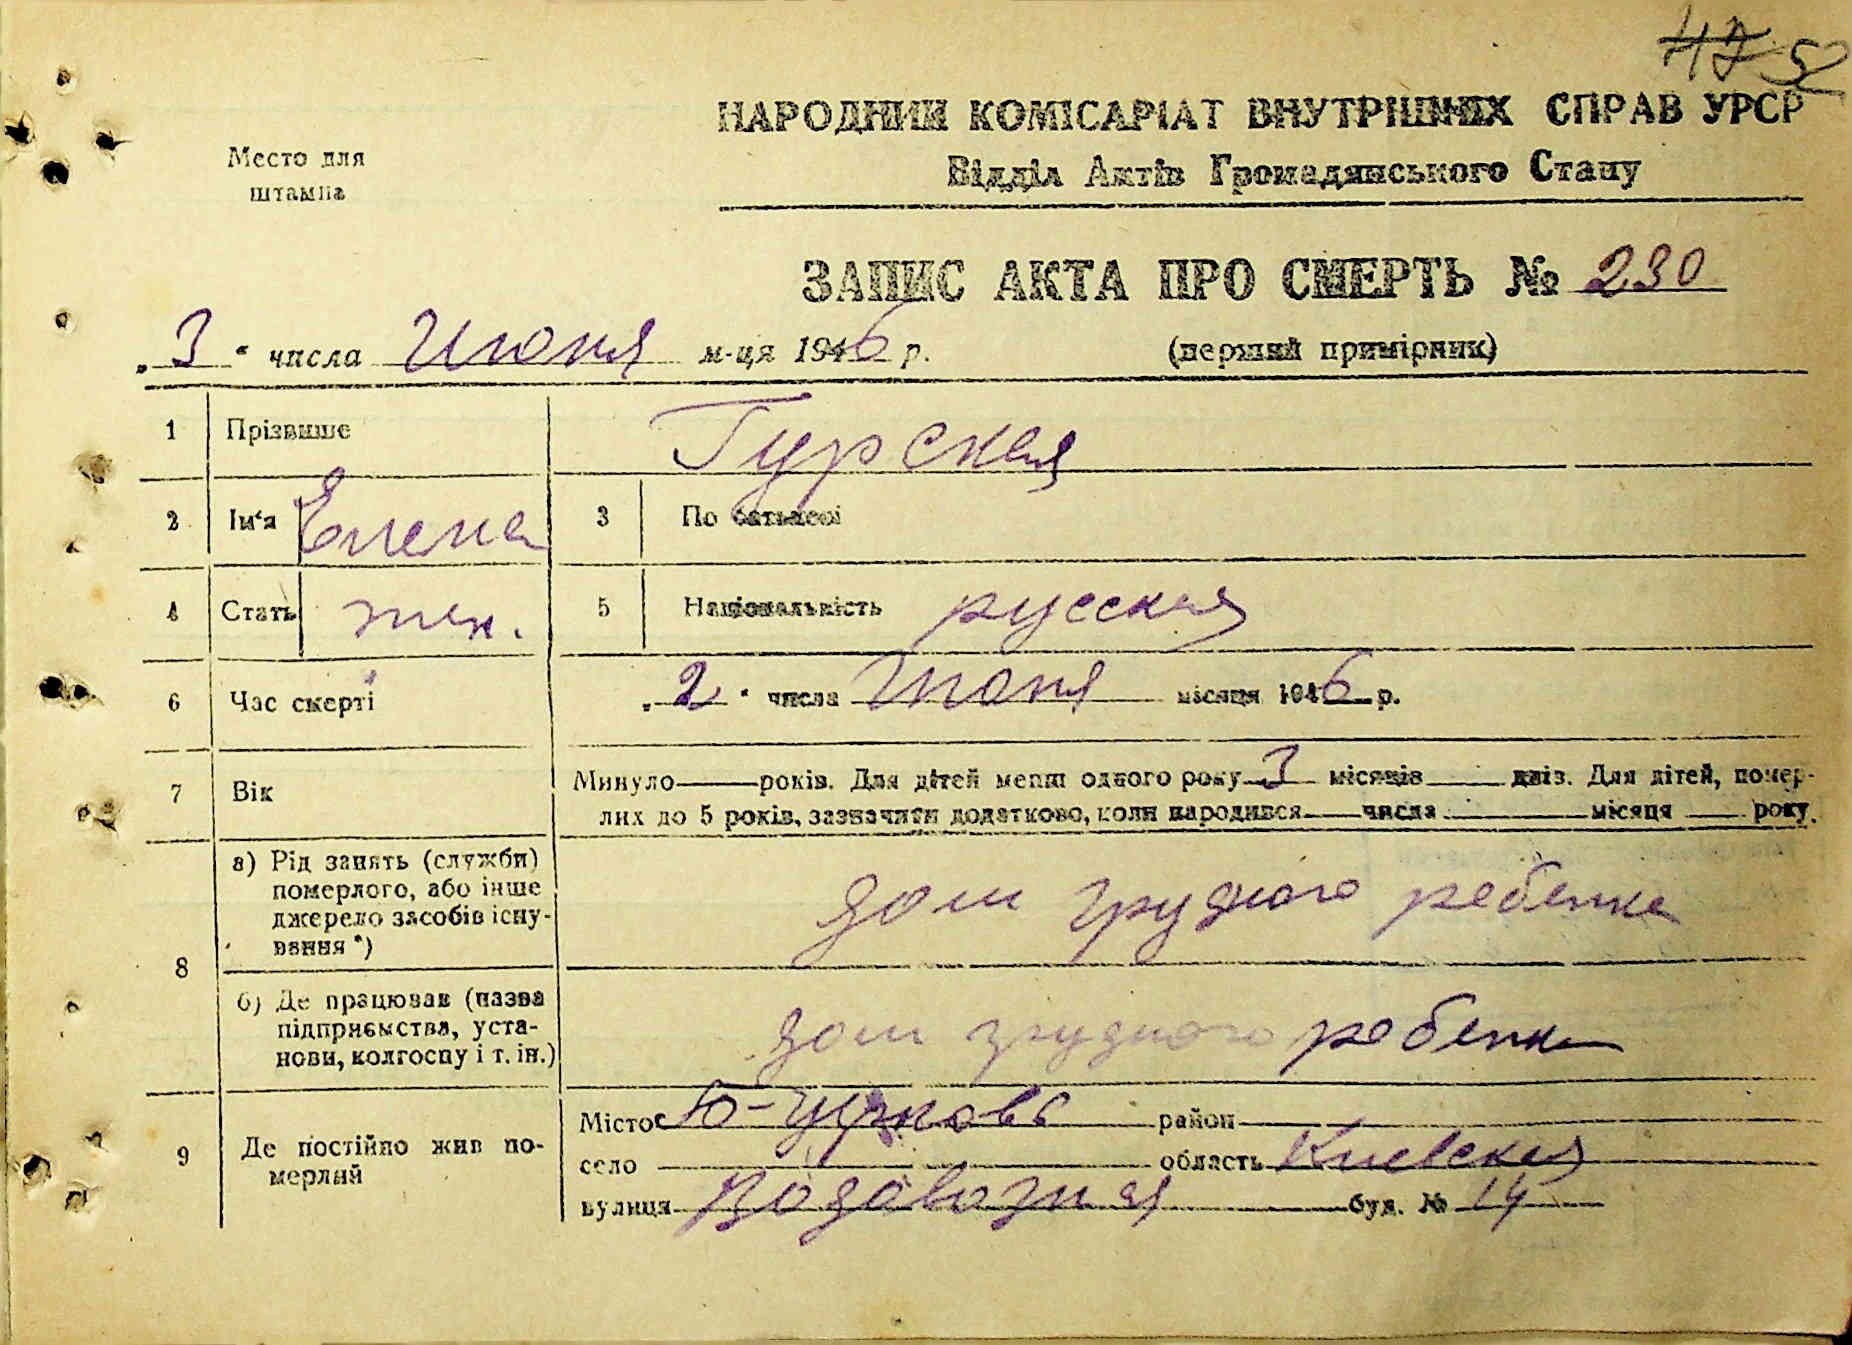 ~~47~~ 52
Место для
штампа
НАРОДНИЙ КОМІСАРІАТ ВНУТРІШНІХ СПРАВ УРСР
Відділ Актів Громадянського Стану
ЗАПИС АКТА ПРО СМЕРТЬ № 230
„ 3 “ числа Июня м-ця 1946 р. (перший примірник)
1 Прізвище Гурская
2 Ім‘я Елена 3 По батькові
4 Стать жен. 5 Національність русская
6 Час смерті „ 2 “ числа Июня місяця 1946 р.
7 Вік Минуло — років. Для дітей менш одного року 3 місяців днів. Для дітей, помер-
лих до 5 років, зазначити додатково, коли народився числа місяця року.
8 а) Рід занять (служби)
померлого, або інше
джерело засобів існу-
вання *)
дом грудного ребенка
б) Де працював (назва
підприємства, уста-
нови, колгоспу і т. ін.)
дом грудного ребенка
9 Де постійно жив по-
мерлий
Місто район
село область Киевская
вулиця Водовозная буд. № 14